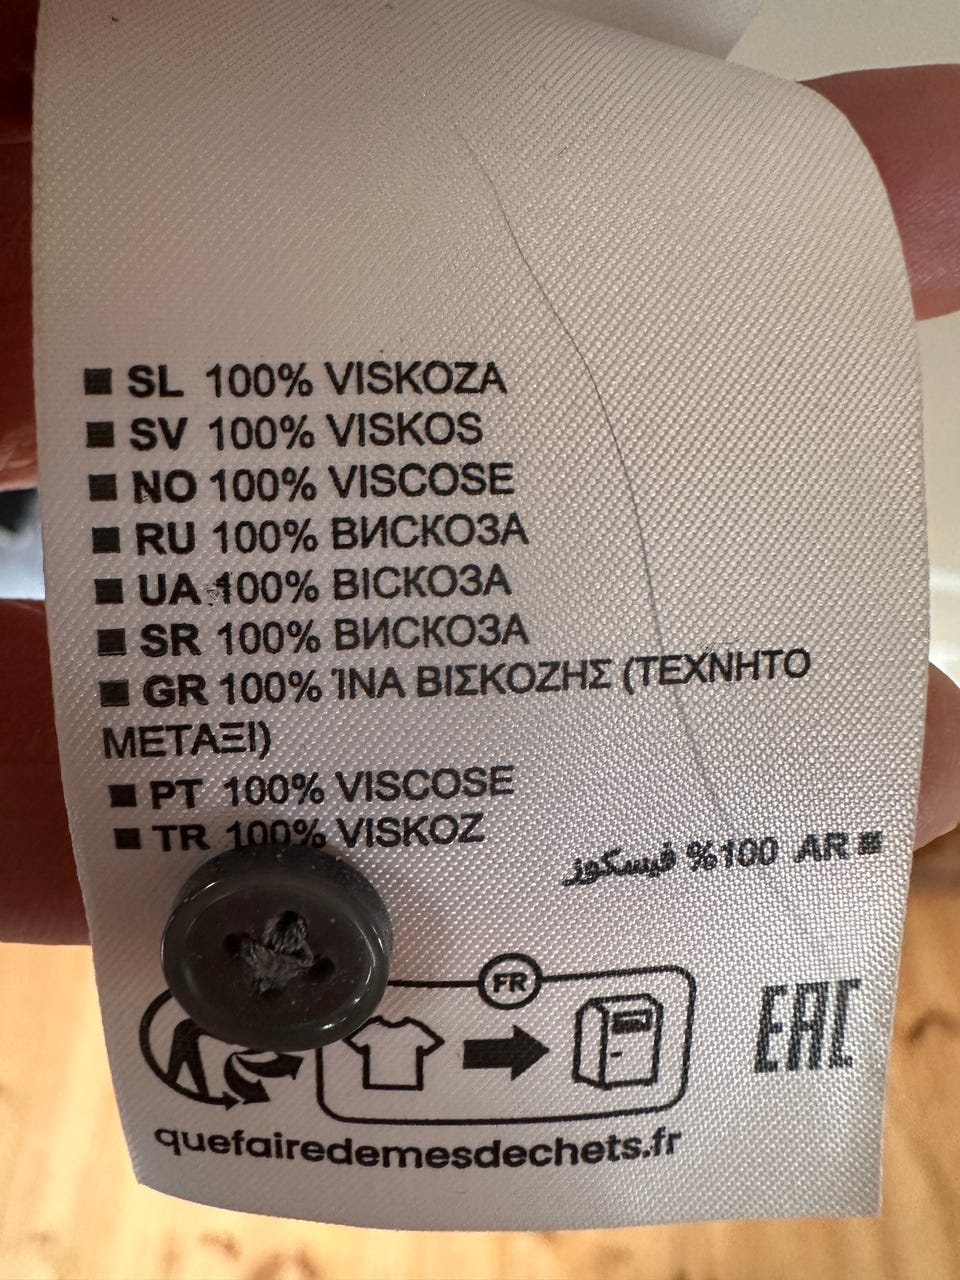 ■ SL 100% VISKOZA
■ SV 100% VISKOS
■ NO 100% VISCOSE
■ RU 100% ВИСКОЗА
■ UA 100% ВІСКОЗА
■ SR 100% ВИСКОЗА
■ GR 100% ΊΝΑ ΒΙΣΚΟΖΗΣ (ΤΕΧΝΗΤΟ
ΜΕΤΑΞΙ)
■ PT 100% VISCOSE
■ TR 100% VISKOZ
■ AR 100% فيسكوز
FR
EAC
quefairedemesdechets.fr